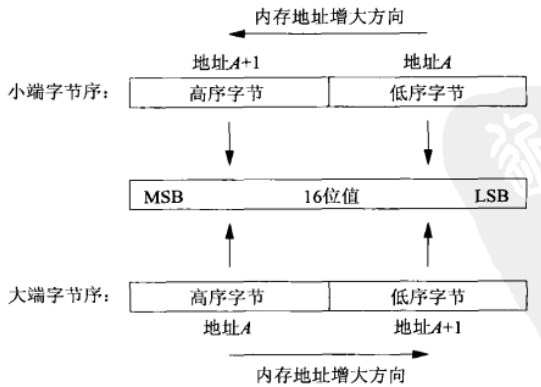 内存地址增大方向
地址A+1 地址A
小端字节序： 高序字节 低序字节
MSB 16位值 LSB
大端字节序： 高序字节 低序字节
地址A 地址A+1
内存地址增大方向